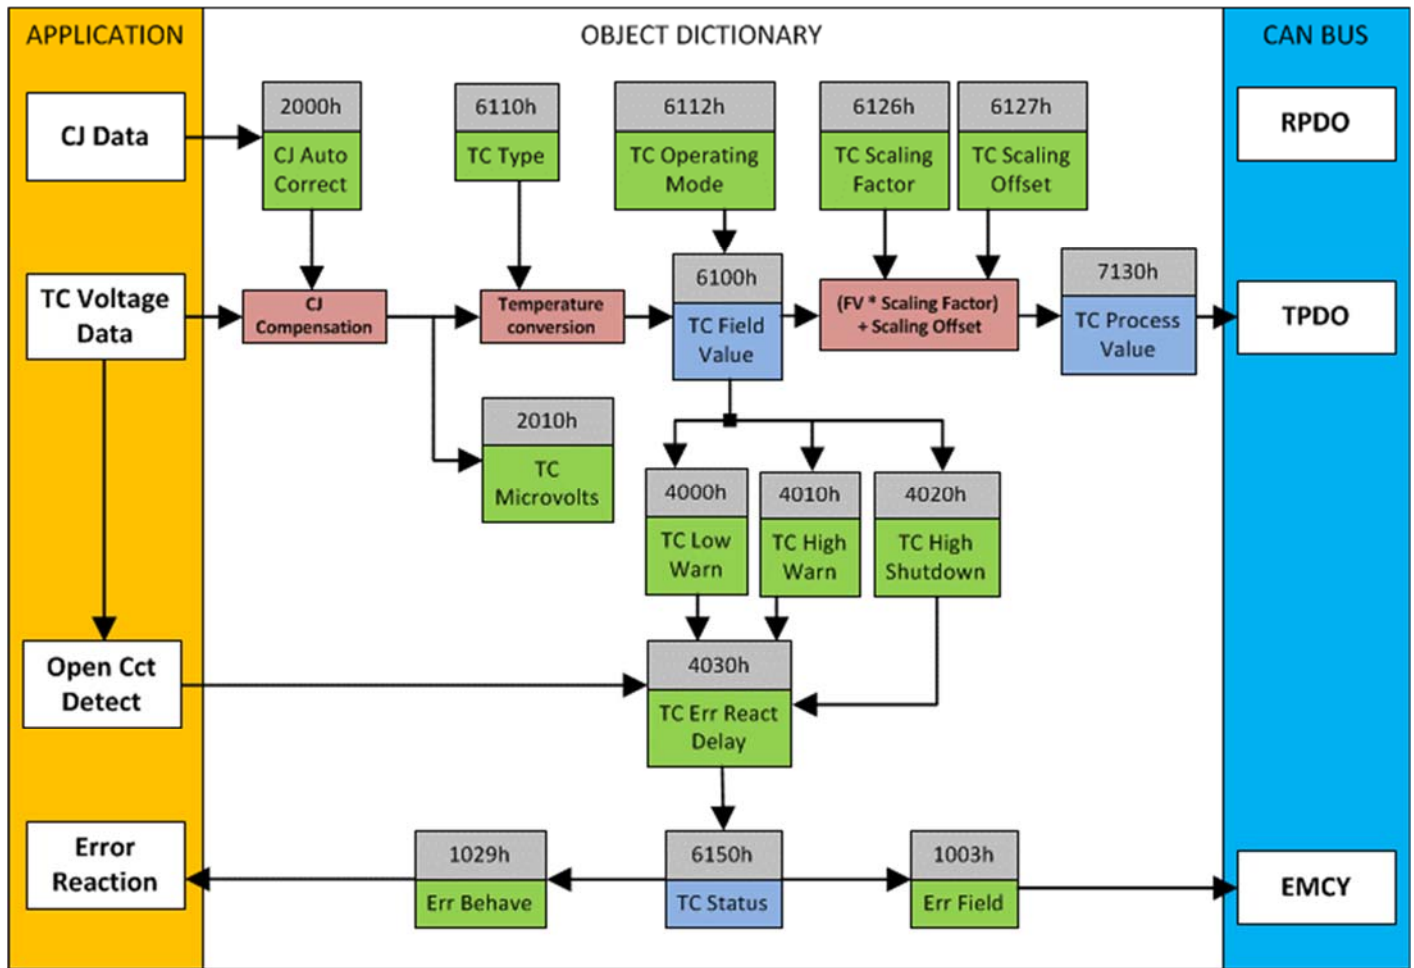 APPLICATION
OBJECT DICTIONARY
CAN BUS
CJ Data
2000h
CJ Auto
Correct
6110h
TC Type
6112h
TC Operating
Mode
6126h
TC Scaling
Factor
6127h
TC Scaling
Offset
RPDO
TC Voltage
Data
CJ
Compensation
Temperature
conversion
6100h
TC Field
Value
(FV * Scaling Factor)
+ Scaling Offset
7130h
TC Process
Value
TPDO
2010h
TC
Microvolts
4000h
TC Low
Warn
4010h
TC High
Warn
4020h
TC High
Shutdown
Open Cct
Detect
4030h
TC Err React
Delay
Error
Reaction
1029h
Err Behave
6150h
TC Status
1003h
Err Field
EMCY